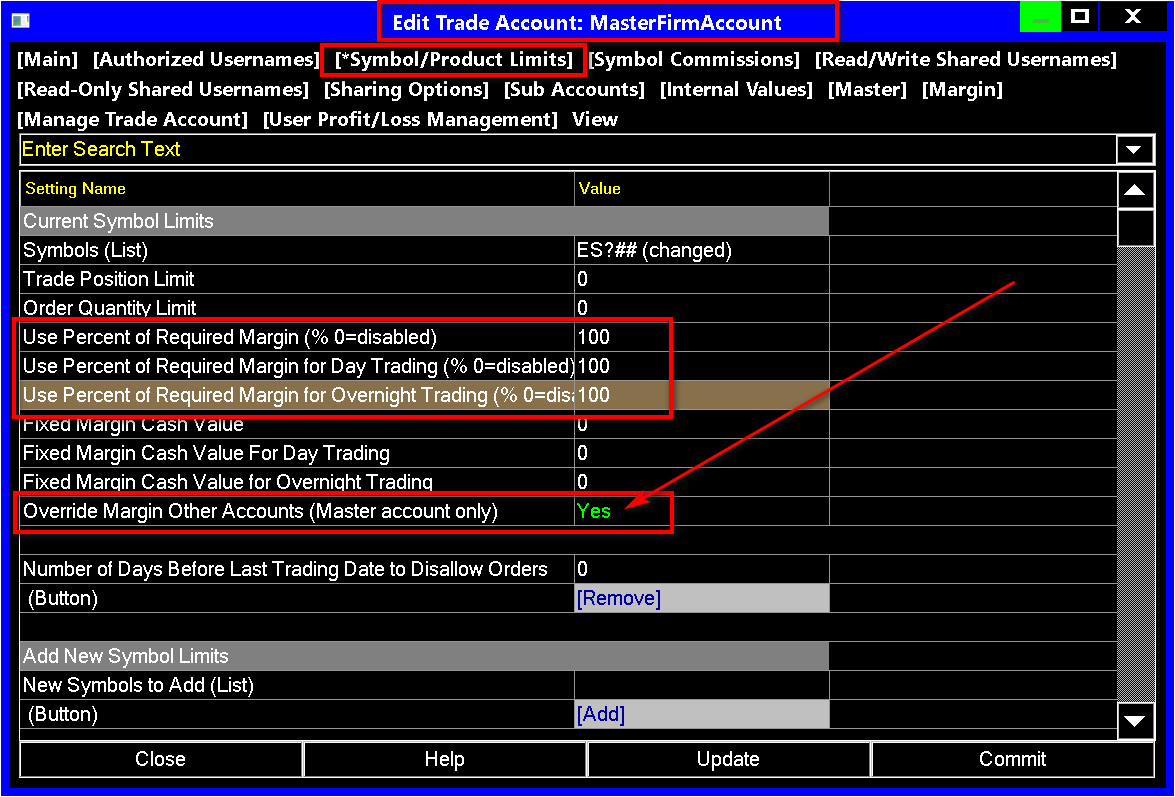 Edit Trade Account: MasterFirmAccount
X
[Main] [Authorized Usernames] [*Symbol/Product Limits] [Symbol Commissions] [Read/Write Shared Usernames]
[Read-Only Shared Usernames] [Sharing Options] [Sub Accounts] [Internal Values] [Master] [Margin]
[Manage Trade Account] [User Profit/Loss Management] View
Enter Search Text
Setting Name Value
Current Symbol Limits
Symbols (List) ES?## (changed)
Trade Position Limit 0
Order Quantity Limit 0
Use Percent of Required Margin (% 0=disabled) 100
Use Percent of Required Margin for Day Trading (% 0=disabled) 100
Use Percent of Required Margin for Overnight Trading (% 0=disa 100
Fixed Margin Cash Value 0
Fixed Margin Cash Value For Day Trading 0
Fixed Margin Cash Value for Overnight Trading 0
Override Margin Other Accounts (Master account only) Yes
Number of Days Before Last Trading Date to Disallow Orders 0
(Button) [Remove]
Add New Symbol Limits
New Symbols to Add (List)
(Button) [Add]
Close Help Update Commit